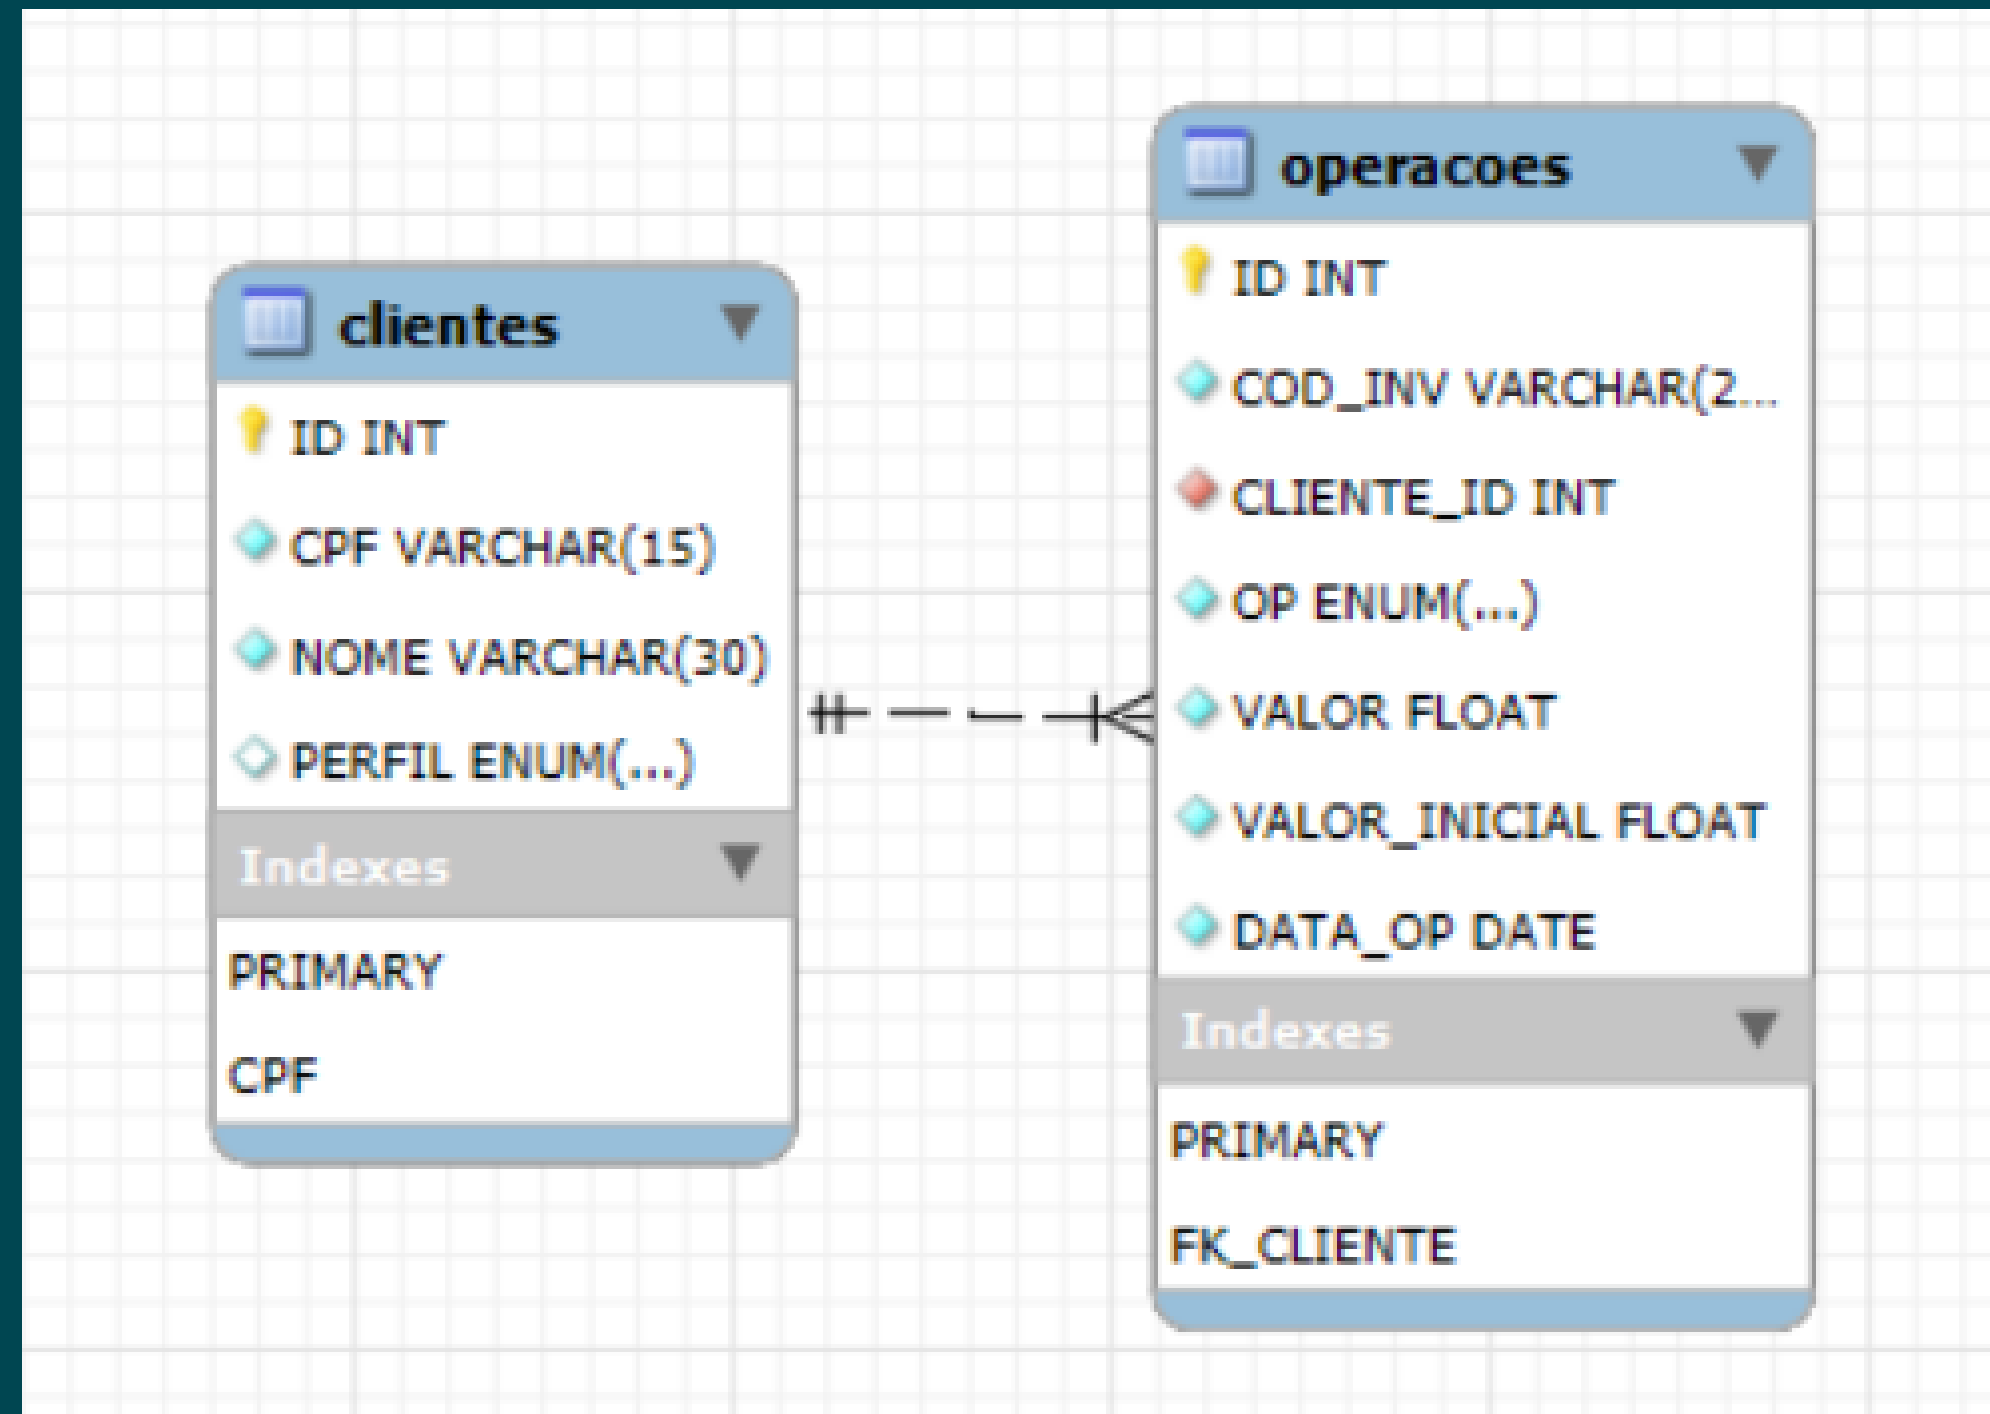 clientes
ID INT
CPF VARCHAR(15)
NOME VARCHAR(30)
PERFIL ENUM(...)
Indexes
PRIMARY
CPF
operacoes
ID INT
COD_INV VARCHAR(2...
CLIENTE_ID INT
OP ENUM(...)
VALOR FLOAT
VALOR_INICIAL FLOAT
DATA_OP DATE
Indexes
PRIMARY
FK_CLIENTE